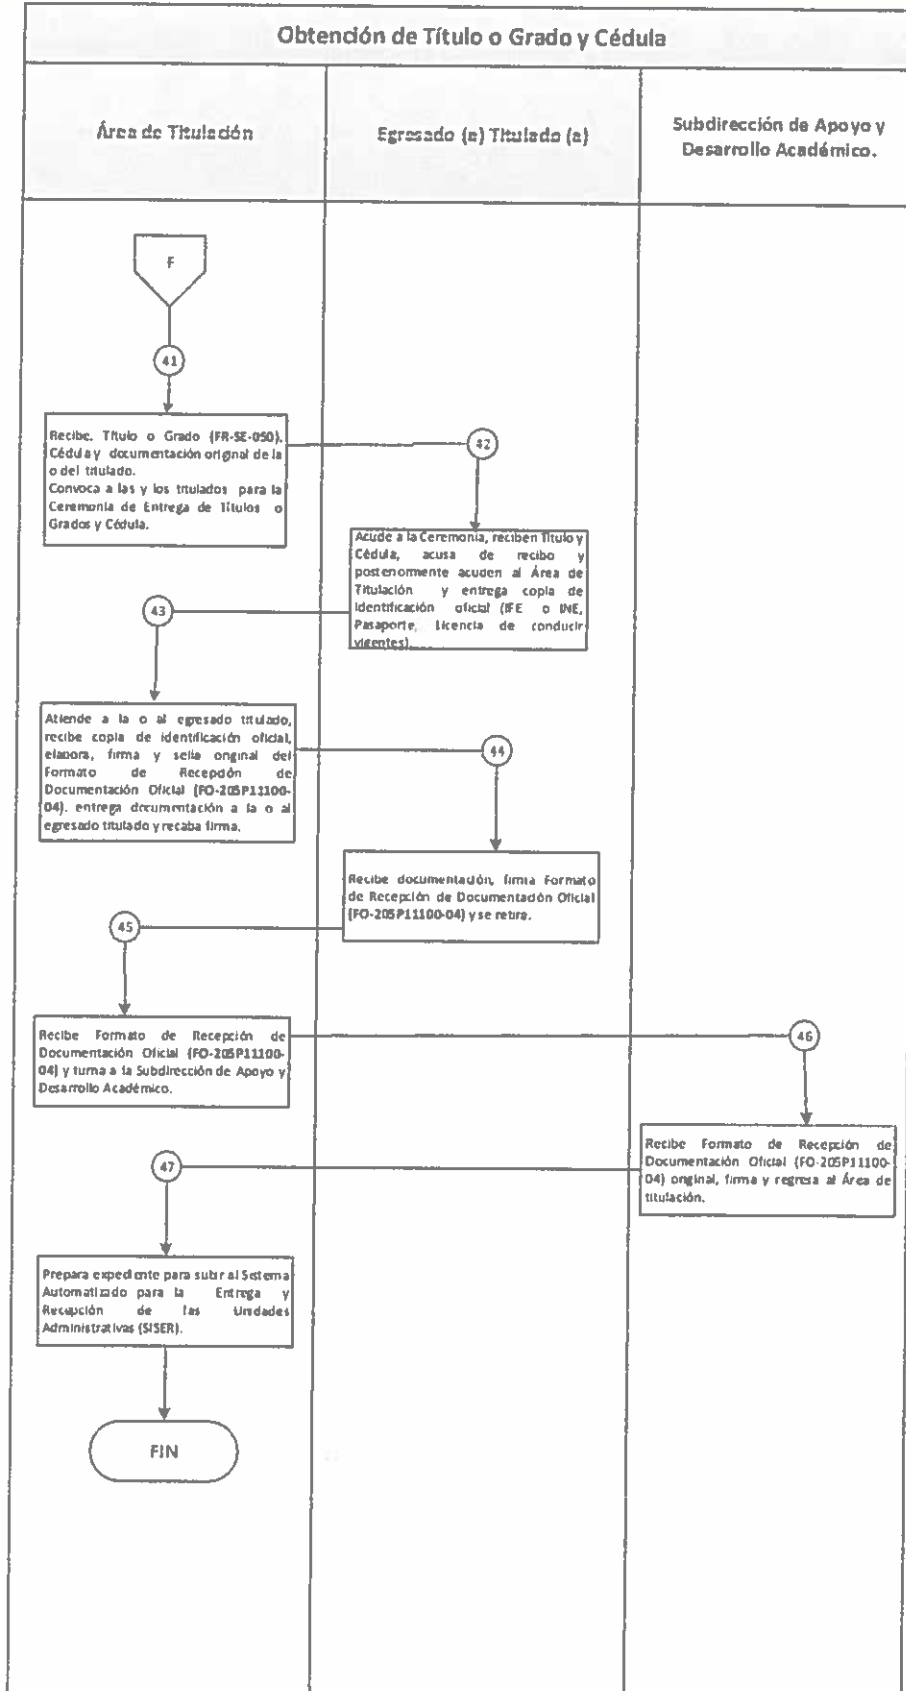 Obtención de Título o Grado y Cédula
Área de Titulación
Egresado (a) Titulado (a)
Subdirección de Apoyo y
Desarrollo Académico.
F
41
Recibe. Título o Grado (FR-SE-050).
Cédula y documentación original de la
o del titulado.
Convoca a las y los titulados para la
Ceremonia de Entrega de Títulos o
Grados y Cédula.
42
Acude a la Ceremonia, reciben Título y
Cédula, acusa de recibo y
posteriormente acuden al Área de
Titulación y entrega copia de
identificación oficial (IFE o INE,
Pasaporte, Licencia de conducir
vigentes)
43
Atiende a la o al egresado titulado,
recibe copia de identificación oficial,
elabora, firma y sella original del
Formato de Recepción de
Documentación Oficial (FO-205P11100-
04). entrega documentación a la o al
egresado titulado y recaba firma.
44
Recibe documentación, firma Formato
de Recepción de Documentación Oficial
(FO-205P11100-04) y se retira.
45
Recibe Formato de Recepción de
Documentación Oficial (FO-205P11100-
04) y turna a la Subdirección de Apoyo y
Desarrollo Académico.
46
Recibe Formato de Recepción de
Documentación Oficial (FO-205P11100-
04) original, firma y regresa al Área de
titulación.
47
Prepara expediente para subir al Sistema
Automatizado para la Entrega y
Recepción de las Unidades
Administrativas (SISER).
FIN